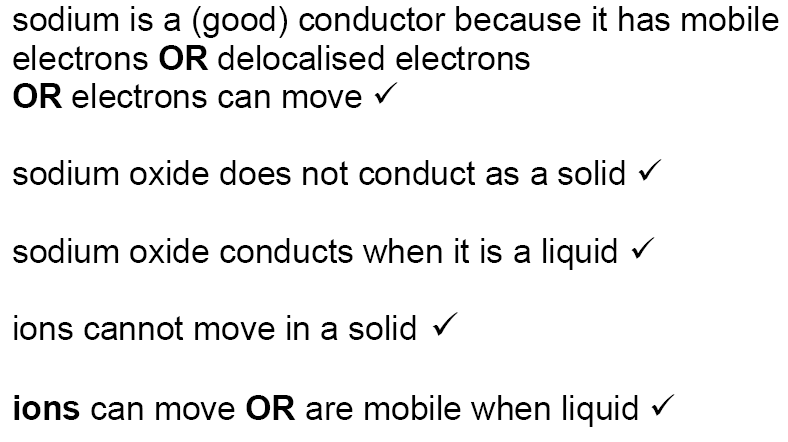 sodium is a (good) conductor because it has mobile
electrons OR delocalised electrons
OR electrons can move ✓
sodium oxide does not conduct as a solid ✓
sodium oxide conducts when it is a liquid ✓
ions cannot move in a solid ✓
ions can move OR are mobile when liquid ✓